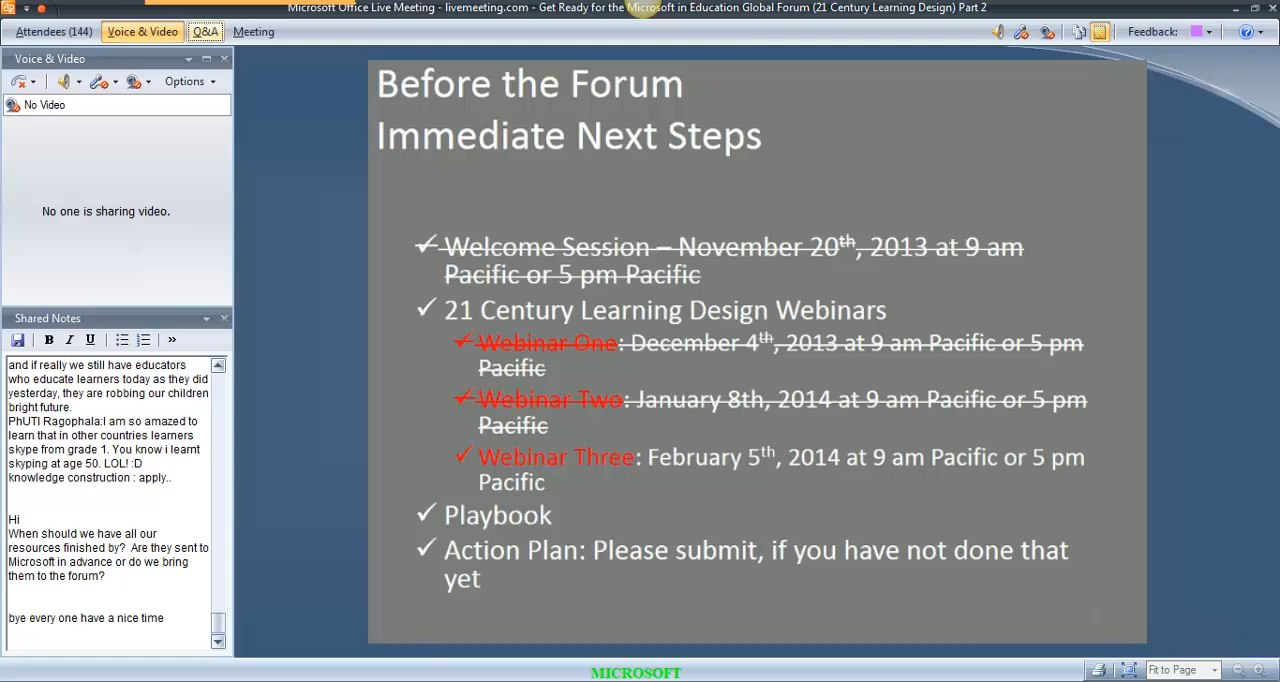 Microsoft Office Live Meeting - livemeeting.com - Get Ready for the Microsoft in Education Global Forum (21 Century Learning Design) Part 2
Attendees (144) Voice & Video Q&A Meeting Feedback:
Voice & Video
Options
No Video
No one is sharing video.
Shared Notes
B I U »
and if really we still have educators
who educate learners today as they did
yesterday, they are robbing our children
bright future.
PhUTI Ragophala:I am so amazed to
learn that in other countries learners
skype from grade 1. You know i learnt
skyping at age 50. LOL! :D
knowledge construction : apply..
Hi
When should we have all our
resources finished by? Are they sent to
Microsoft in advance or do we bring
them to the forum?
bye every one have a nice time
Before the Forum
Immediate Next Steps
Welcome Session – November 20th, 2013 at 9 am
Pacific or 5 pm Pacific
21 Century Learning Design Webinars
Webinar One: December 4th, 2013 at 9 am Pacific or 5 pm
Pacific
Webinar Two: January 8th, 2014 at 9 am Pacific or 5 pm
Pacific
Webinar Three: February 5th, 2014 at 9 am Pacific or 5 pm
Pacific
Playbook
Action Plan: Please submit, if you have not done that
yet
MICROSOFT
Fit to Page